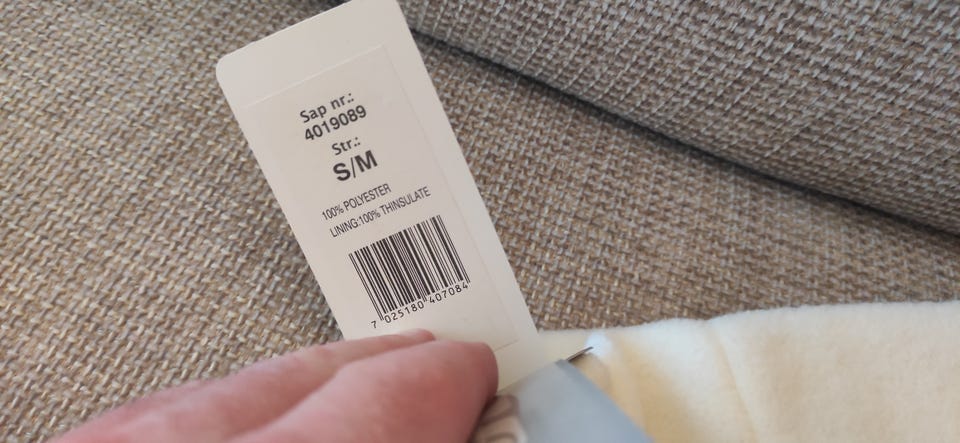 Sap nr.:
4019089
Str.:
S/M
100% POLYESTER
LINING:100% THINSULATE
7 025180 407084